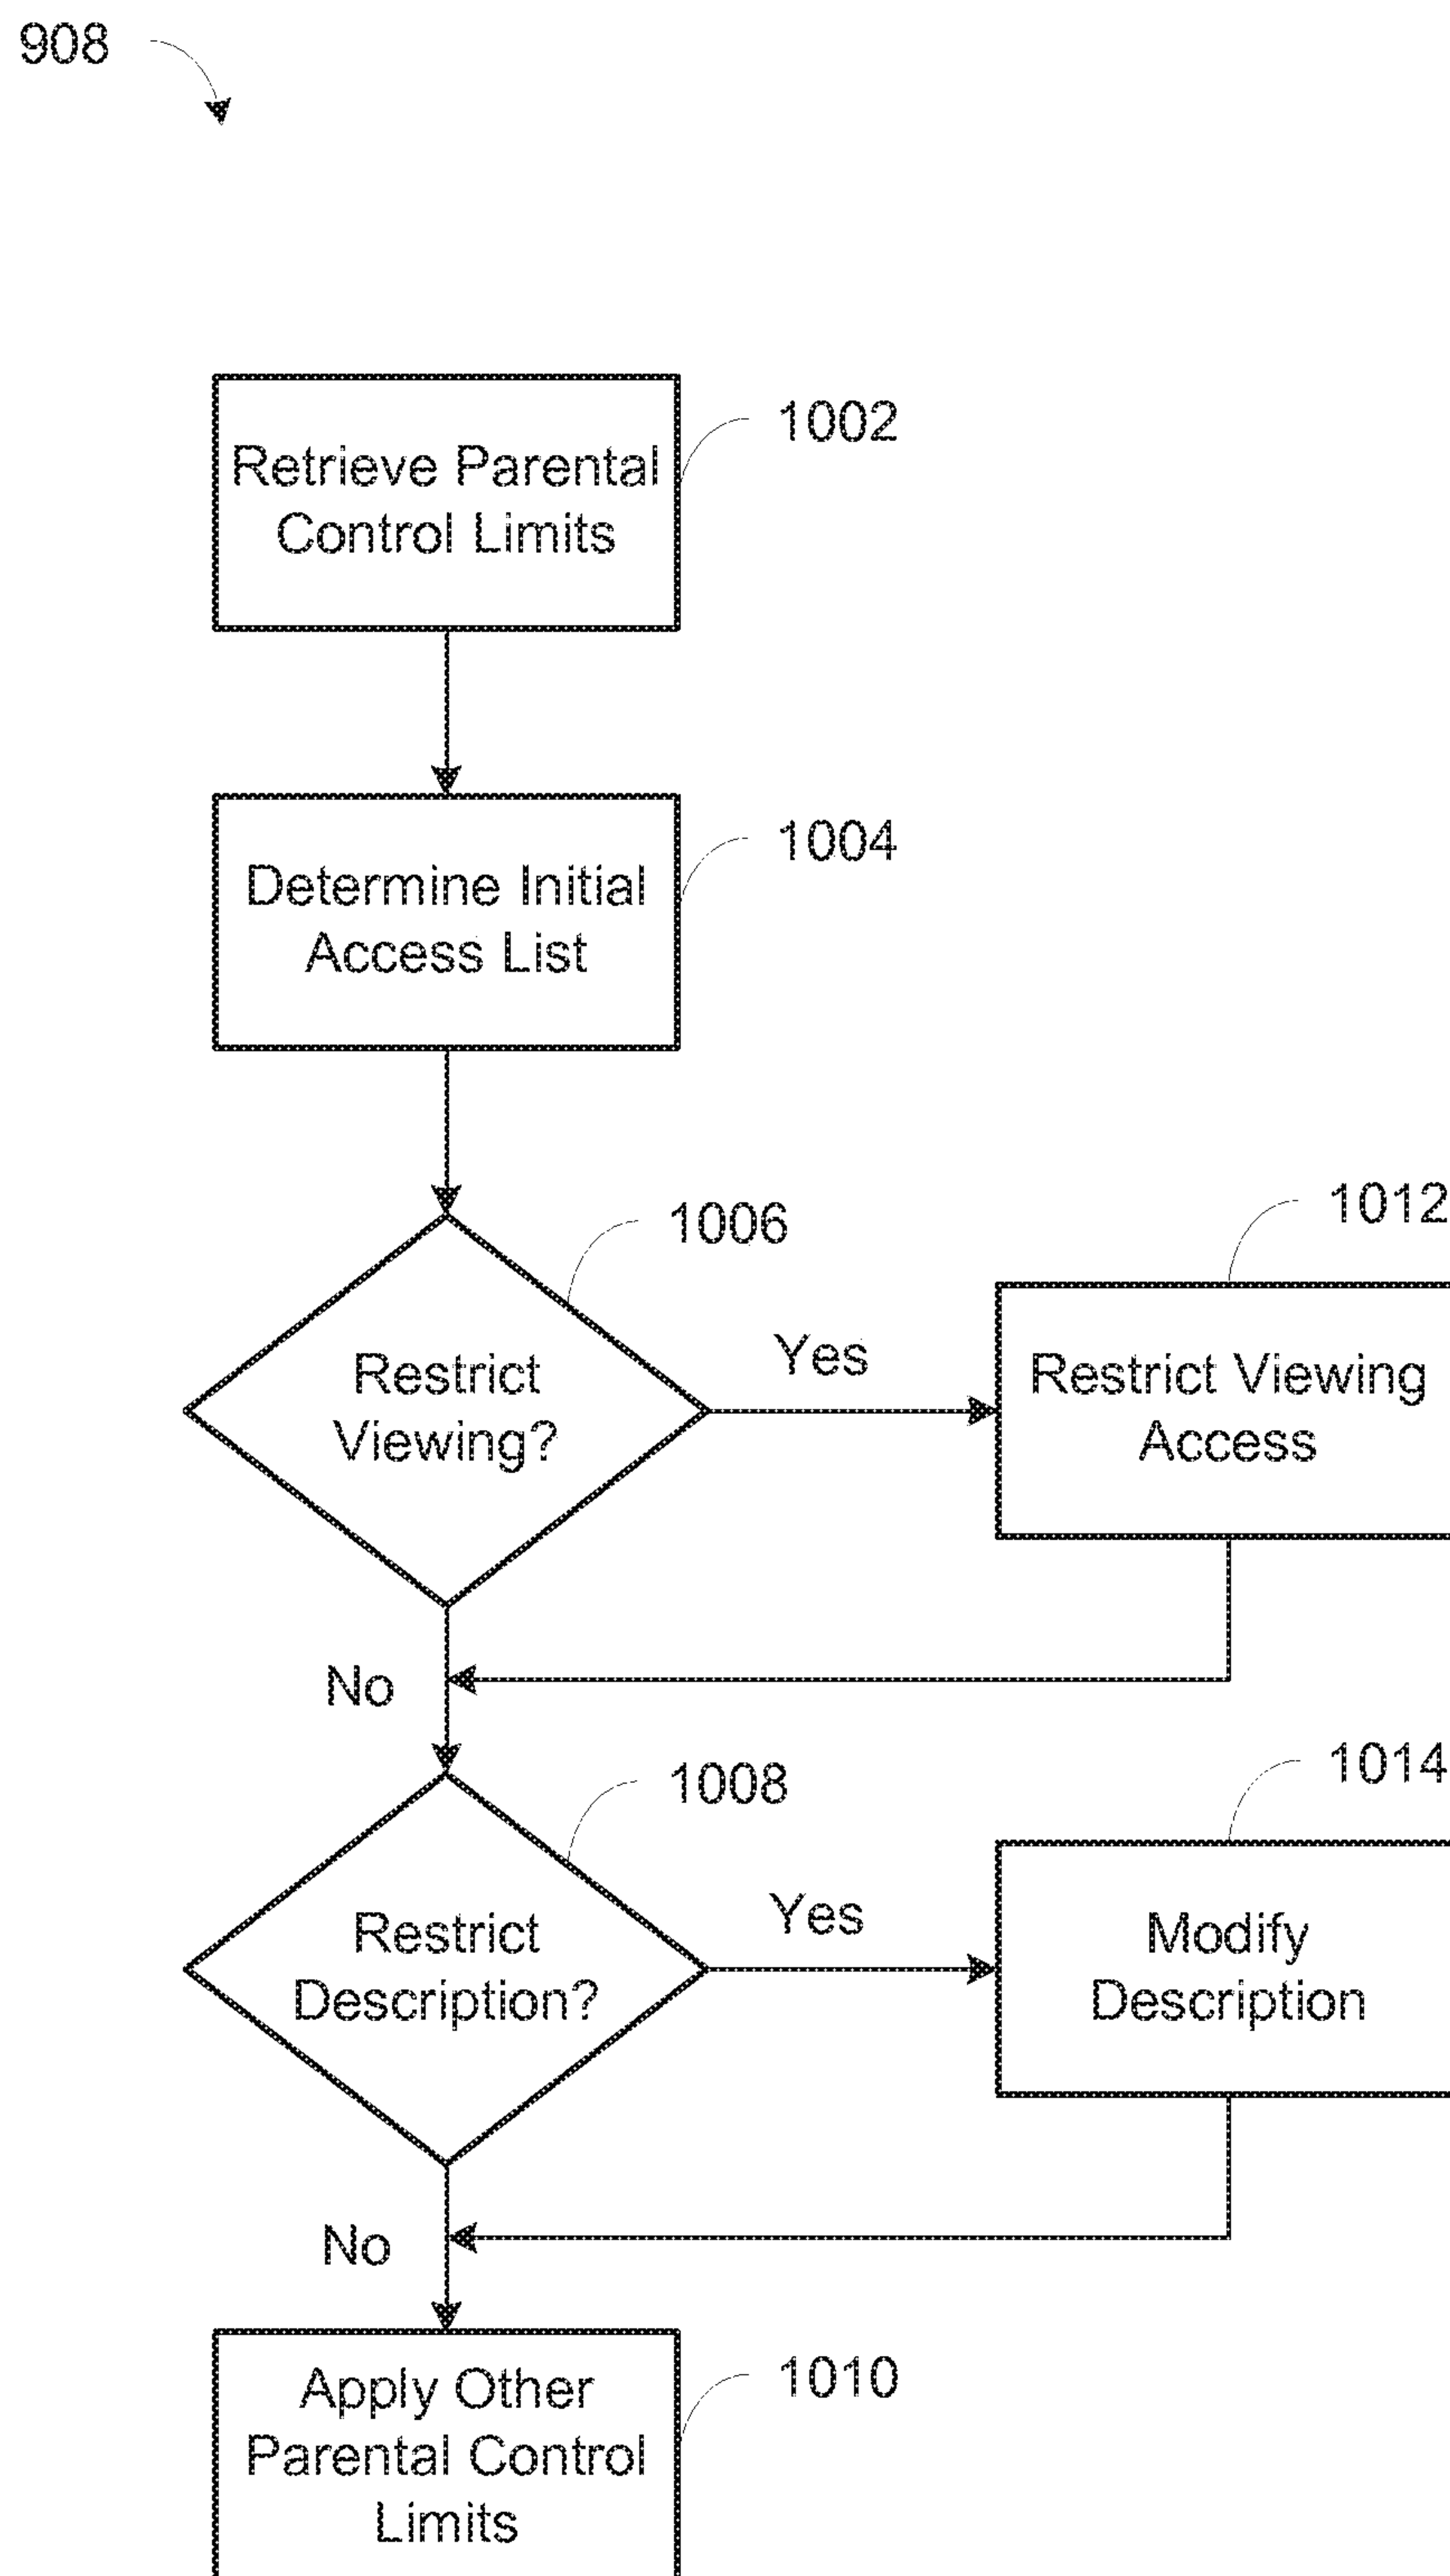 908
Retrieve Parental
Control Limits
1002
Determine Initial
Access List
1004
Restrict
Viewing?
1006
Yes
Restrict Viewing
Access
1012
No
Restrict
Description?
1008
Yes
Modify
Description
1014
No
Apply Other
Parental Control
Limits
1010